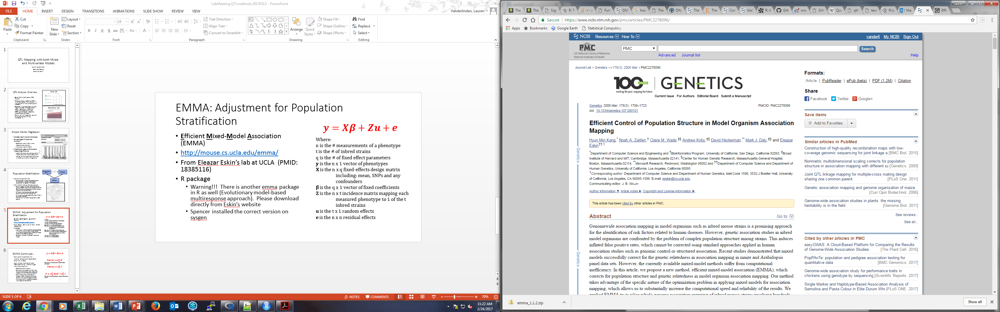 LabMeeting.QTLmethods.20170313 - PowerPoint
FILE HOME INSERT DESIGN TRANSITIONS ANIMATIONS SLIDE SHOW REVIEW VIEW
Vanderlinden, Lauren
Paste
Cut
Copy
Format Painter
Clipboard
New
Slide
Layout
Reset
Section
Slides
18
Font
Text Direction
Align Text
Convert to SmartArt
Paragraph
Arrange
Quick
Styles
Shape Fill
Shape Outline
Shape Effects
Drawing
Find
Replace
Select
Editing
1
QTL Mapping with both Mixed
and Multivariate Models
2
QTL Analysis Overview
3
Simple Marker Regression
4
Population Stratification
5
EMMA: Adjustment for Population
Stratification
6
EMMA Continued...
EMMA: Adjustment for Population
Stratification
• Efficient Mixed-Model Association
(EMMA)
• http://mouse.cs.ucla.edu/emma/
• From Eleazar Eskin's lab at UCLA (PMID:
18385116)
• R package
• Warning!!! There is another emma package
in R as well (Evolutionary model-based
multiresponse approach). Please download
directly from Eskin's website
• Spencer installed the correct version on
sysgen
y = Xβ + Zu + e
Where:
n is the # measurements of a phenotype
t is the # of inbred strains
q is the # of fixed effect parameters
y is the n x 1 vector of phenotypes
X is the n x q fixed-effects design matrix
including: mean, SNPs and any
confounders
β is the q x 1 vector of fixed coefficients
Z is the n x t incidence matrix mapping each
measured phenotype to 1 of the t
inbred strains
u is the t x 1 random effects
e is the n x n residual effects
SLIDE 5 OF 6
NOTES
COMMENTS
70%
11:22 AM
2/24/2017
Lauren
Secure | https://www.ncbi.nlm.nih.gov/pmc/articles/PMC2278096/
Apps Bookmarks Google Earth Statistical Computing
NCBI Resources How To
vanderll My NCBI Sign Out
PMC
US National Library of Medicine
National Institutes of Health
PMC
Search
Advanced Journal list
Help
Journal List > Genetics > v.178(3); 2008 Mar > PMC2278096
100 YEARS | GENETICS
marking the past. mapping the future.
Current Issue For Authors Editorial Board Submit a Manuscript
Genetics
Genetics
Genetics. 2008 Mar; 178(3): 1709–1723.
PMCID: PMC2278096
doi: 10.1534/genetics.107.080101
Efficient Control of Population Structure in Model Organism Association
Mapping
Hyun Min Kang,* Noah A. Zaitlen,† Claire M. Wade,‡§ Andrew Kirby,‡§ David Heckerman,** Mark J. Daly,‡§ and Eleazar
Eskin††,1
*Department of Computer Science and Engineering and †Bioinformatics Program, University of California, San Diego, California 92093, ‡Broad
Institute of Harvard and MIT, Cambridge, Massachusetts 02141, §Center for Human Genetic Research, Massachusetts General Hospital,
Boston, Massachusetts 02114, **Microsoft Research, Redmond, Washington 98052 and ††Department of Computer Science and Department of
Human Genetics, University of California, Los Angeles, California 90095
1Corresponding author: Department of Computer Science and Department of Human Genetics, Mail Code 1596, 3532-J Boelter Hall, University
of California, Los Angeles, CA 90095-1596. E-mail: eeskin@cs.ucla.edu
Communicating editor: J. B. Walsh
Author information ▼ Article notes ► Copyright and License information ►
This article has been cited by other articles in PMC.
Abstract
Go to:
Genomewide association mapping in model organisms such as inbred mouse strains is a promising approach
for the identification of risk factors related to human diseases. However, genetic association studies in inbred
model organisms are confronted by the problem of complex population structure among strains. This induces
inflated false positive rates, which cannot be corrected using standard approaches applied in human
association studies such as genomic control or structured association. Recent studies demonstrated that mixed
models successfully correct for the genetic relatedness in association mapping in maize and Arabidopsis
panel data sets. However, the currently available mixed-model methods suffer from computational
inefficiency. In this article, we propose a new method, efficient mixed-model association (EMMA), which
corrects for population structure and genetic relatedness in model organism association mapping. Our method
takes advantage of the specific nature of the optimization problem in applying mixed models for association
mapping, which allows us to substantially increase the computational speed and reliability of the results. We
Formats:
Article | PubReader | ePub (beta) | PDF (1.2M) | Citation
Share
Facebook Twitter Google+
Save items
Add to Favorites
Similar articles in PubMed
Construction of high-quality recombination maps with low-
coverage genomic sequencing for joint linkage a [BMC Biol. 2015]
Nonmetric multidimensional scaling corrects for population
structure in association mapping with different sa [Genetics. 2009]
Joint QTL linkage mapping for multiple-cross mating design
sharing one common parent. [PLoS One. 2011]
Genetic association mapping and genome organization of maize.
[Curr Opin Biotechnol. 2006]
Genome-wide association studies in plants: the missing
heritability is in the field. [Genome Biol. 2011]
See reviews...
See all...
Cited by other articles in PMC
easyGWAS: A Cloud-Based Platform for Comparing the Results
of Genome-Wide Association Studies [The Plant Cell. 2016]
PopPAnTe: population and pedigree association testing for
quantitative data [BMC Genomics. 2017]
Genome-wide association study for performance traits in
chickens using genotype by sequencing [Scientific Reports. 2017]
Single Marker and Haplotype-Based Association Analysis of
Semolina and Pasta Colour in Elite Durum Whe [PLoS ONE. 2017]
emma_1.1.2.zip
Show all